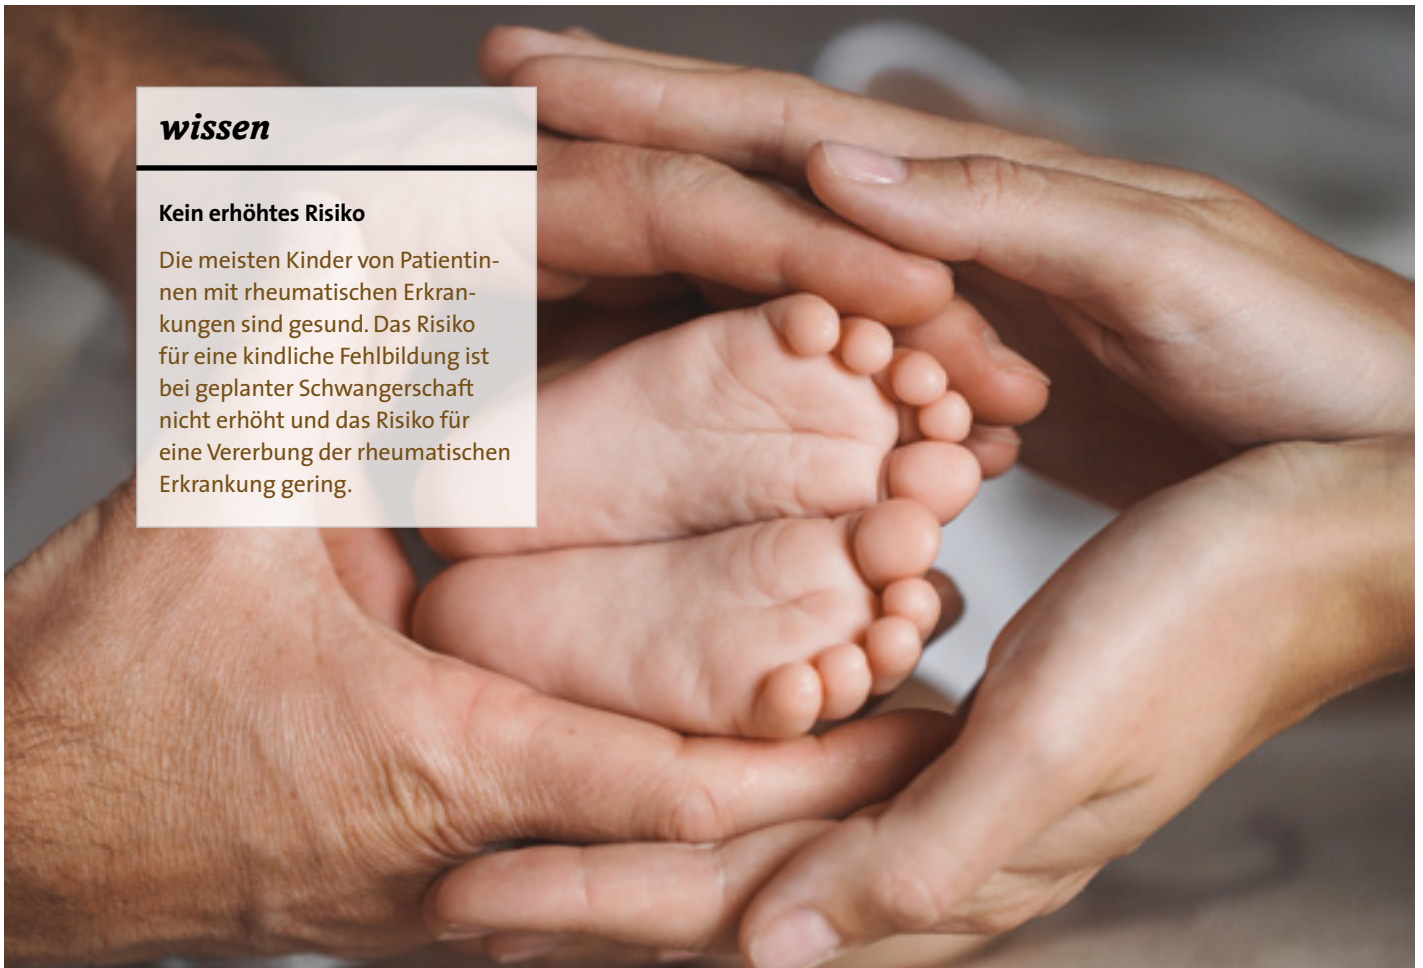 wissen
Kein erhöhtes Risiko
Die meisten Kinder von Patientin-
nen mit rheumatischen Erkran-
kungen sind gesund. Das Risiko
für eine kindliche Fehlbildung ist
bei geplanter Schwangerschaft
nicht erhöht und das Risiko für
eine Vererbung der rheumatischen
Erkrankung gering.